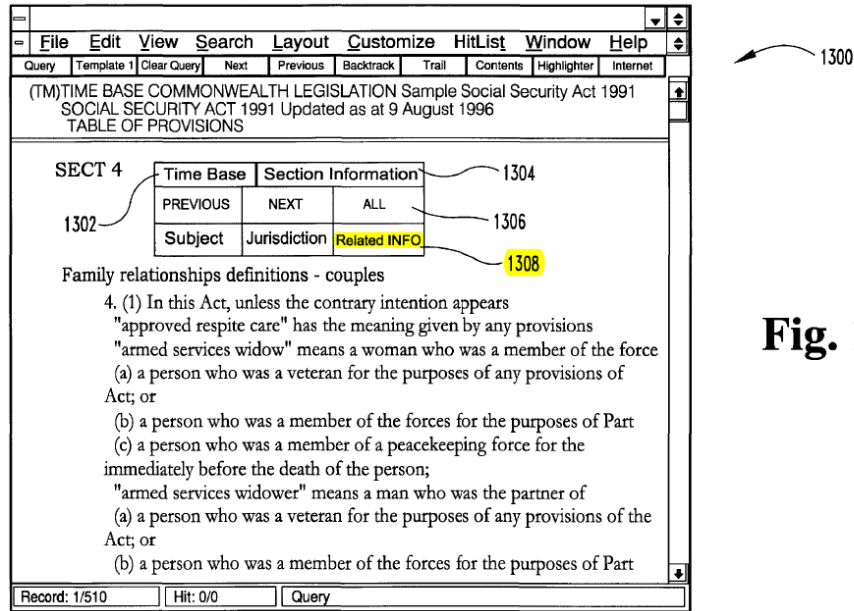 File Edit View Search Layout Customize HitList Window Help
Query Template 1 Clear Query Next Previous Backtrack Trail Contents Highlighter Internet
1300
(TM)TIME BASE COMMONWEALTH LEGISLATION Sample Social Security Act 1991
SOCIAL SECURITY ACT 1991 Updated as at 9 August 1996
TABLE OF PROVISIONS
SECT 4 Time Base Section Information 1304
1302 PREVIOUS NEXT ALL 1306
Subject Jurisdiction Related INFO 1308
Family relationships definitions - couples
4. (1) In this Act, unless the contrary intention appears
"approved respite care" has the meaning given by any provisions
"armed services widow" means a woman who was a member of the force
(a) a person who was a veteran for the purposes of any provisions of
Act; or
(b) a person who was a member of the forces for the purposes of Part
(c) a person who was a member of a peacekeeping force for the
immediately before the death of the person;
"armed services widower" means a man who was the partner of
(a) a person who was a veteran for the purposes of any provisions of the
Act; or
(b) a person who was a member of the forces for the purposes of Part
Record: 1/510 Hit: 0/0 Query
Fig.